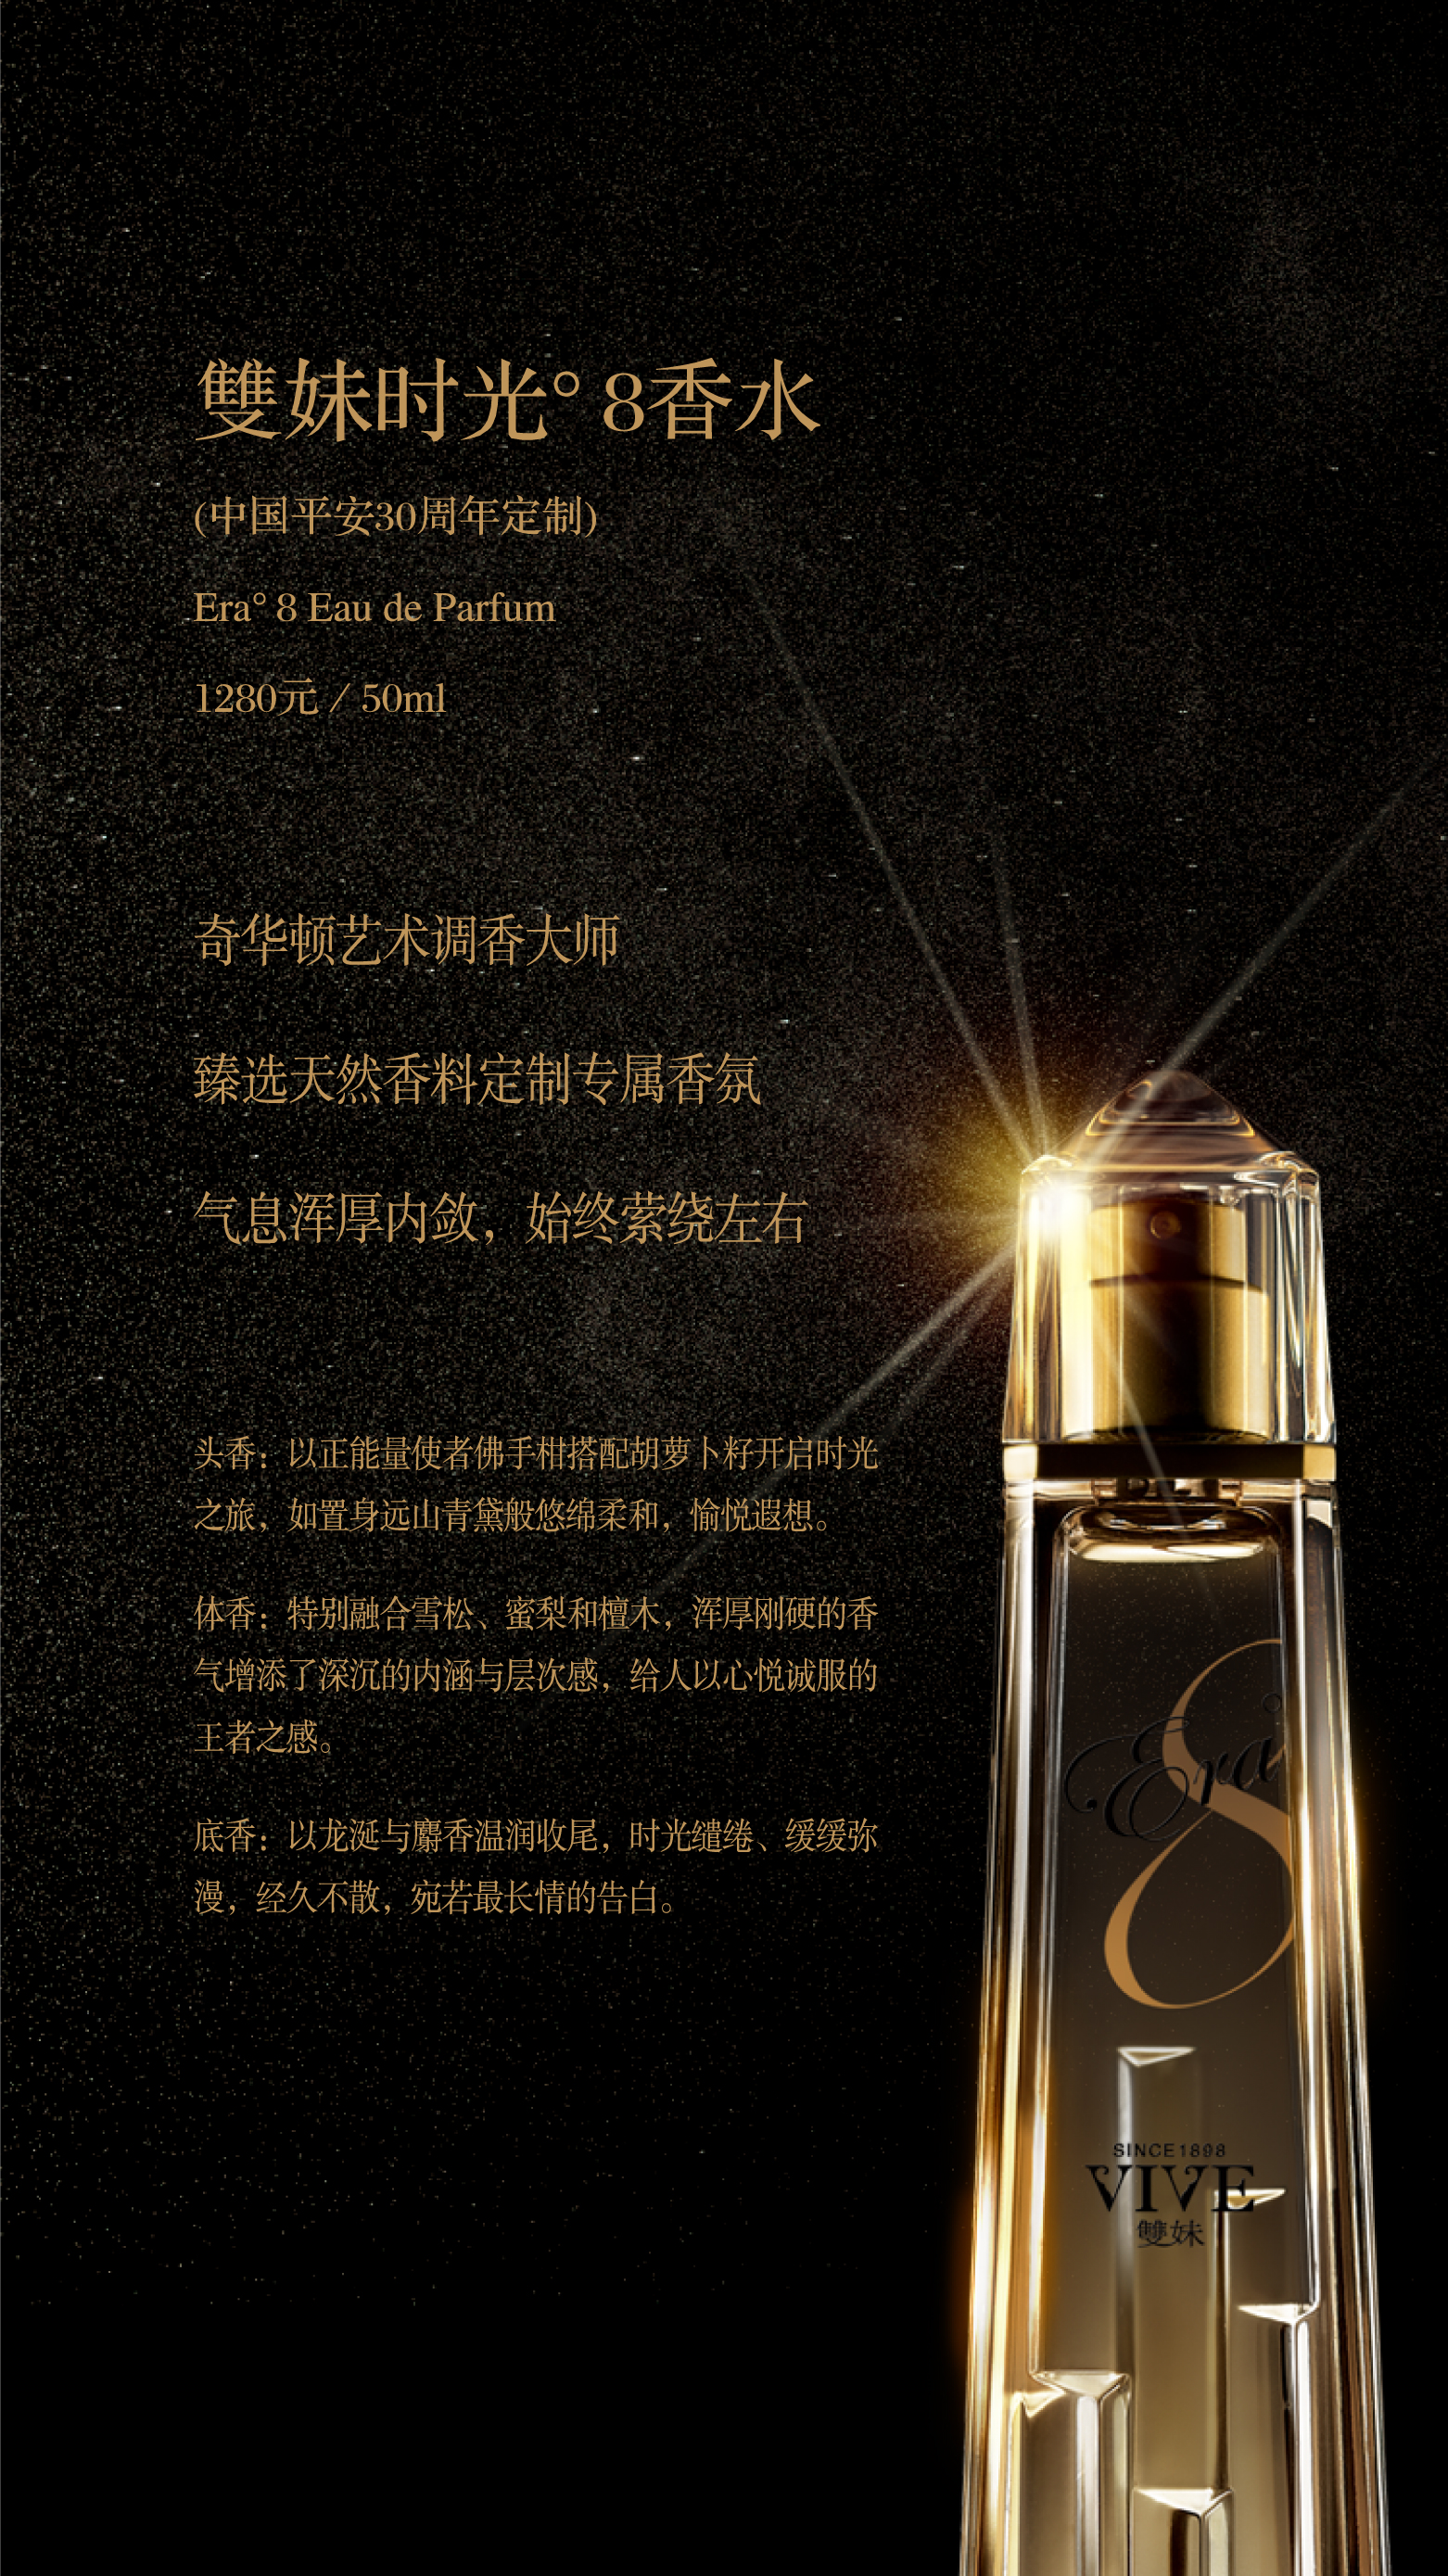 雙妹时光° 8香水
(中国平安30周年定制)
Era° 8 Eau de Parfum
1280元 / 50ml
奇华顿艺术调香大师
臻选天然香料定制专属香氛
气息浑厚内敛，始终萦绕左右
头香：以正能量使者佛手柑搭配胡萝卜籽开启时光
之旅，如置身远山青黛般悠绵柔和，愉悦遐想。
体香：特别融合雪松、蜜梨和檀木，浑厚刚硬的香
气增添了深沉的内涵与层次感，给人以心悦诚服的
王者之感。
底香：以龙涎与麝香温润收尾，时光缱绻、缓缓弥
漫，经久不散，宛若最长情的告白。
Era°
8
SINCE1898
VIVE
雙妹